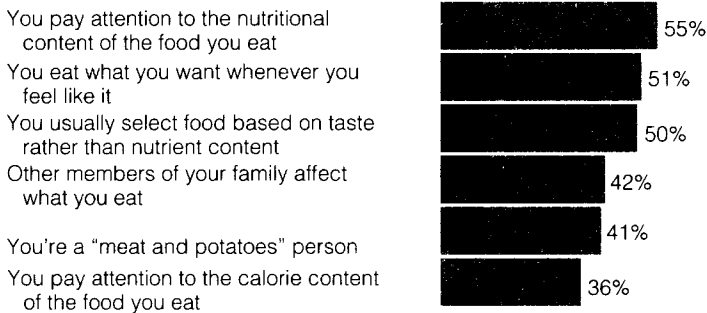 You pay attention to the nutritional
content of the food you eat
55%
You eat what you want whenever you
feel like it
51%
You usually select food based on taste
rather than nutrient content
50%
Other members of your family affect
what you eat
42%
You're a "meat and potatoes" person
41%
You pay attention to the calorie content
of the food you eat
36%